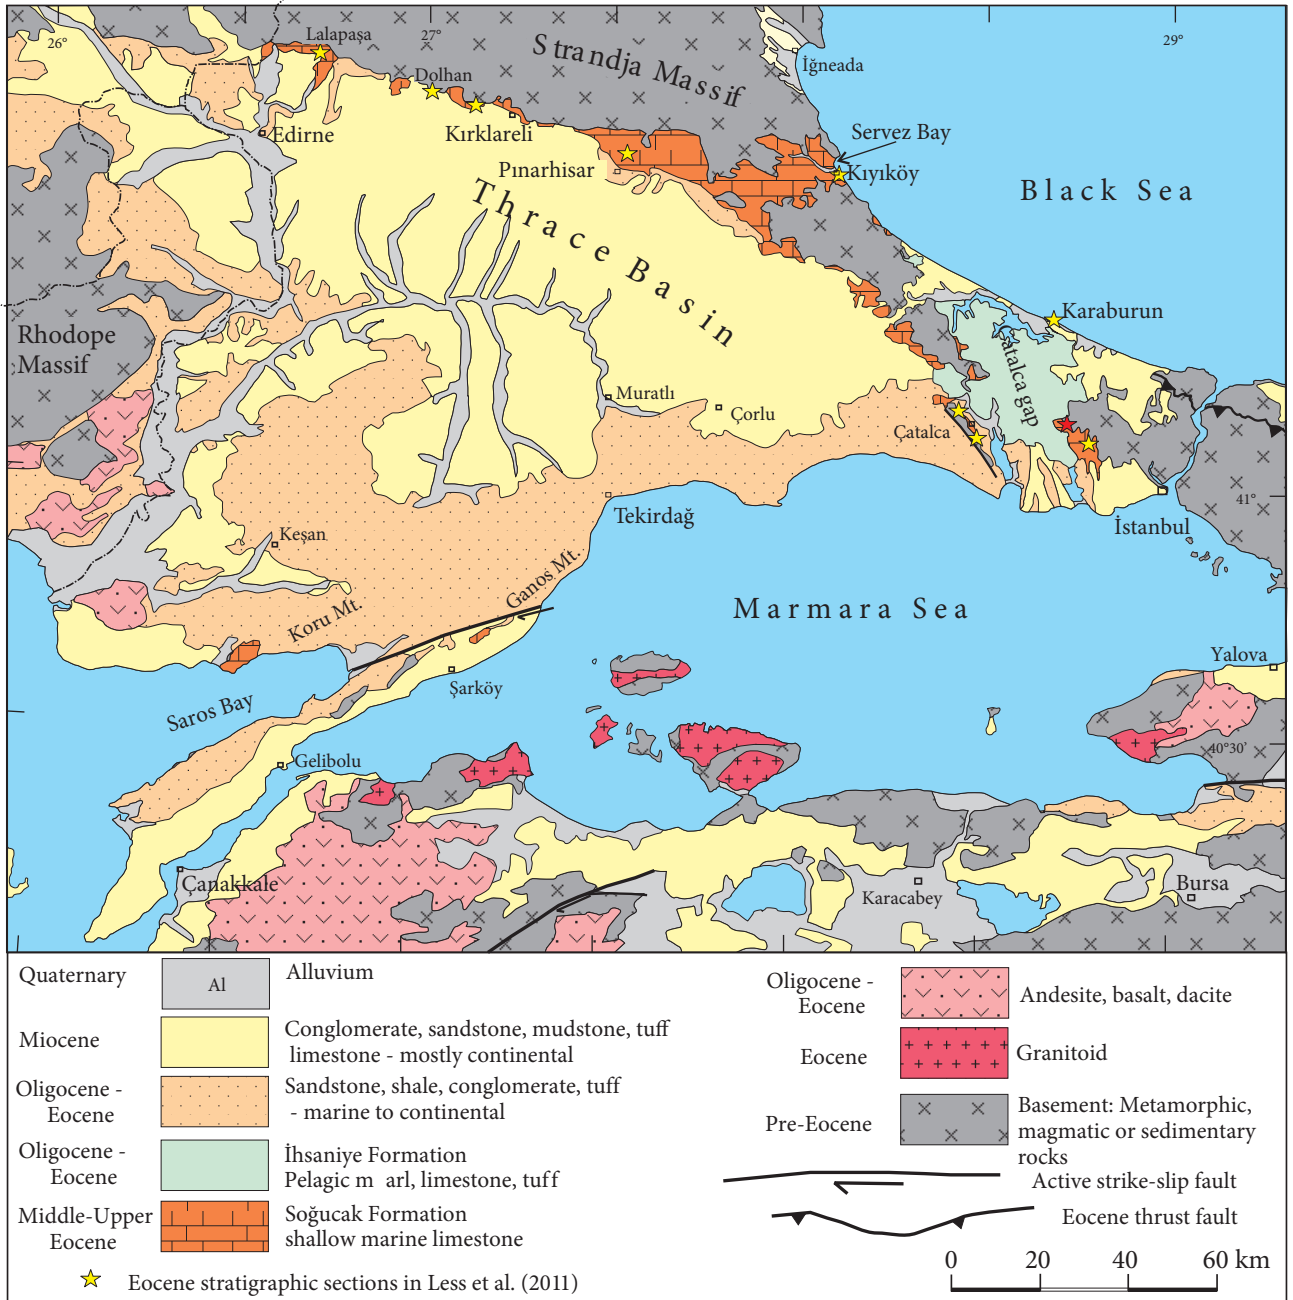 26°
27°
29°
Lalapaşa
Strandja Massif
İğneada
Dolhan
Edirne
Kırklareli
Servez Bay
Pınarhisar
Kıyıköy
Black Sea
Thrace Basin
Karaburun
Rhodope
Massif
Çatalca gap
Muratlı
Çorlu
Çatalca
41°
Tekirdağ
İstanbul
Keşan
Ganos Mt.
Koru Mt.
Marmara Sea
Yalova
Şarköy
Saros Bay
40°30'
Gelibolu
Çanakkale
Karacabey
Bursa
Quaternary
Al
Alluvium
Miocene
Conglomerate, sandstone, mudstone, tuff
limestone - mostly continental
Oligocene -
Eocene
Sandstone, shale, conglomerate, tuff
- marine to continental
Oligocene -
Eocene
İhsaniye Formation
Pelagic m arl, limestone, tuff
Middle-Upper
Eocene
Soğucak Formation
shallow marine limestone
Eocene stratigraphic sections in Less et al. (2011)
Oligocene -
Eocene
Andesite, basalt, dacite
Eocene
Granitoid
Pre-Eocene
Basement: Metamorphic,
magmatic or sedimentary
rocks
Active strike-slip fault
Eocene thrust fault
0 20 40 60 km